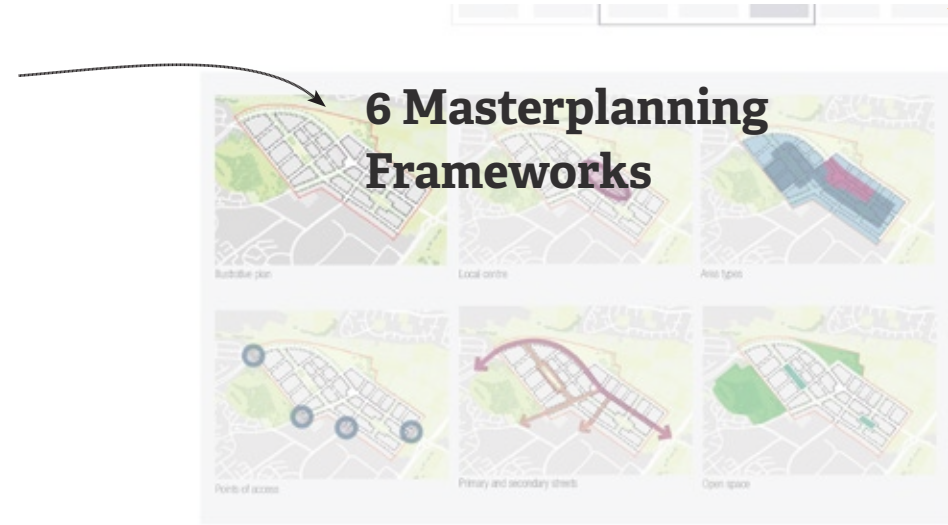 6 Masterplanning
Frameworks
Illustrative plan
Local centre
Area types
Points of access
Primary and secondary streets
Open space